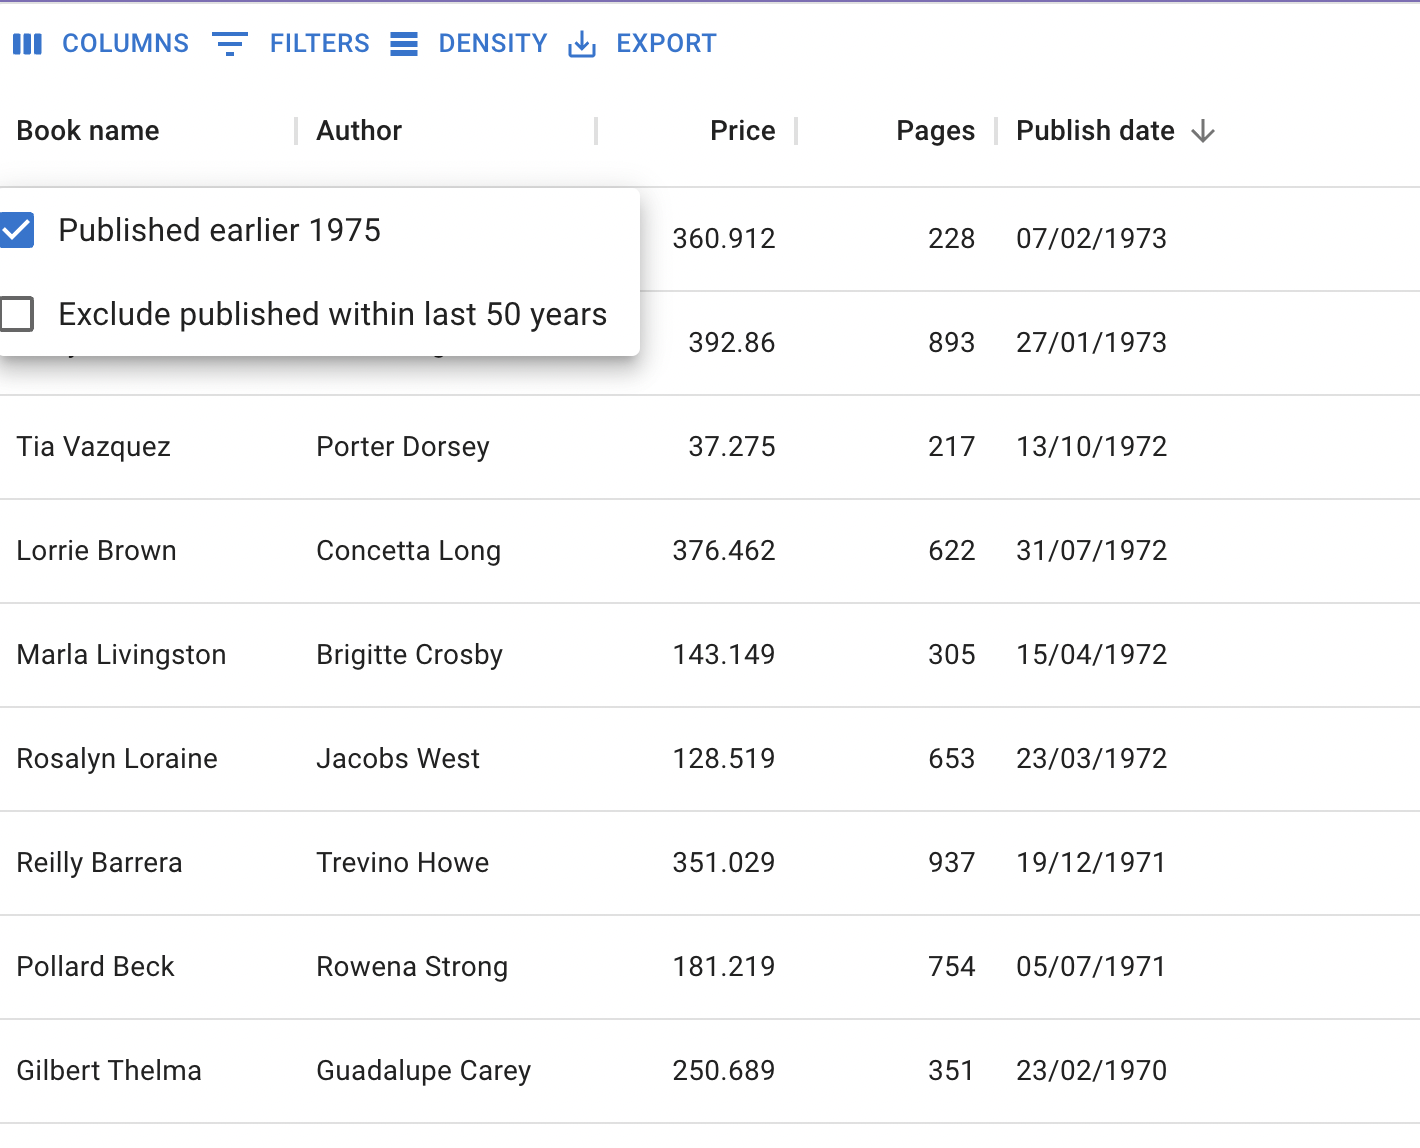 COLUMNS FILTERS DENSITY EXPORT
Book name Author Price Pages Publish date
Published earlier 1975
360.912 228 07/02/1973
Exclude published within last 50 years
392.86 893 27/01/1973
Tia Vazquez Porter Dorsey 37.275 217 13/10/1972
Lorrie Brown Concetta Long 376.462 622 31/07/1972
Marla Livingston Brigitte Crosby 143.149 305 15/04/1972
Rosalyn Loraine Jacobs West 128.519 653 23/03/1972
Reilly Barrera Trevino Howe 351.029 937 19/12/1971
Pollard Beck Rowena Strong 181.219 754 05/07/1971
Gilbert Thelma Guadalupe Carey 250.689 351 23/02/1970